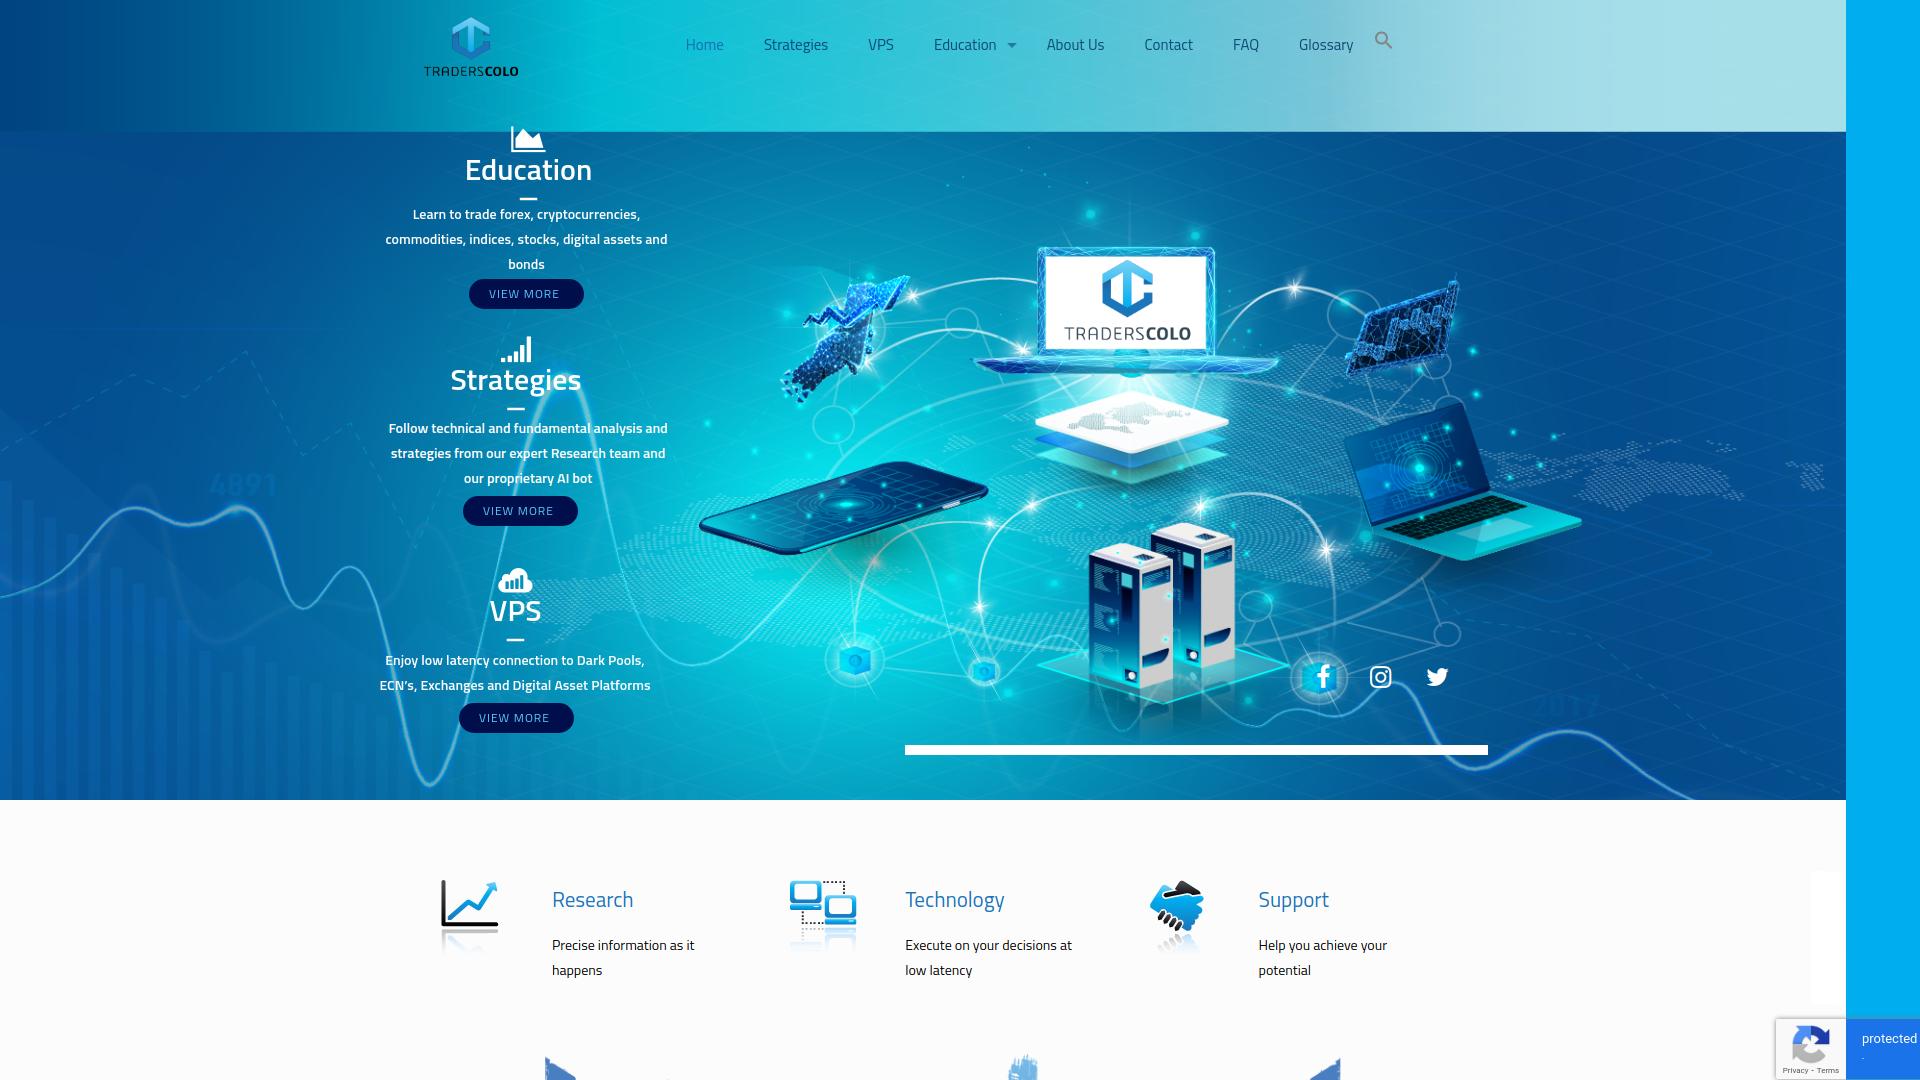 TRADERSCOLO
Home
Strategies
VPS
Education
About Us
Contact
FAQ
Glossary
Education
Learn to trade forex, cryptocurrencies,
commodities, indices, stocks, digital assets and
bonds
VIEW MORE
Strategies
Follow technical and fundamental analysis and
strategies from our expert Research team and
our proprietary AI bot
VIEW MORE
VPS
Enjoy low latency connection to Dark Pools,
ECN's, Exchanges and Digital Asset Platforms
VIEW MORE
TRADERSCOLO
4891
2017
Research
Precise information as it
happens
Technology
Execute on your decisions at
low latency
Support
Help you achieve your
potential
protected
Privacy - Terms